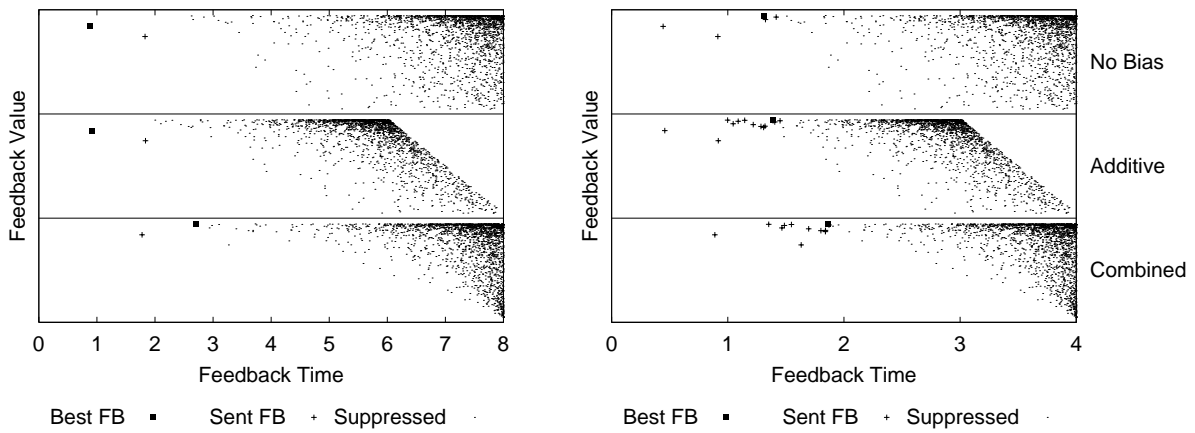 Feedback Value
0 1 2 3 4 5 6 7 8
Feedback Time
Best FB Sent FB Suppressed
Feedback Value
No Bias
Additive
Combined
0 1 2 3 4
Feedback Time
Best FB Sent FB Suppressed